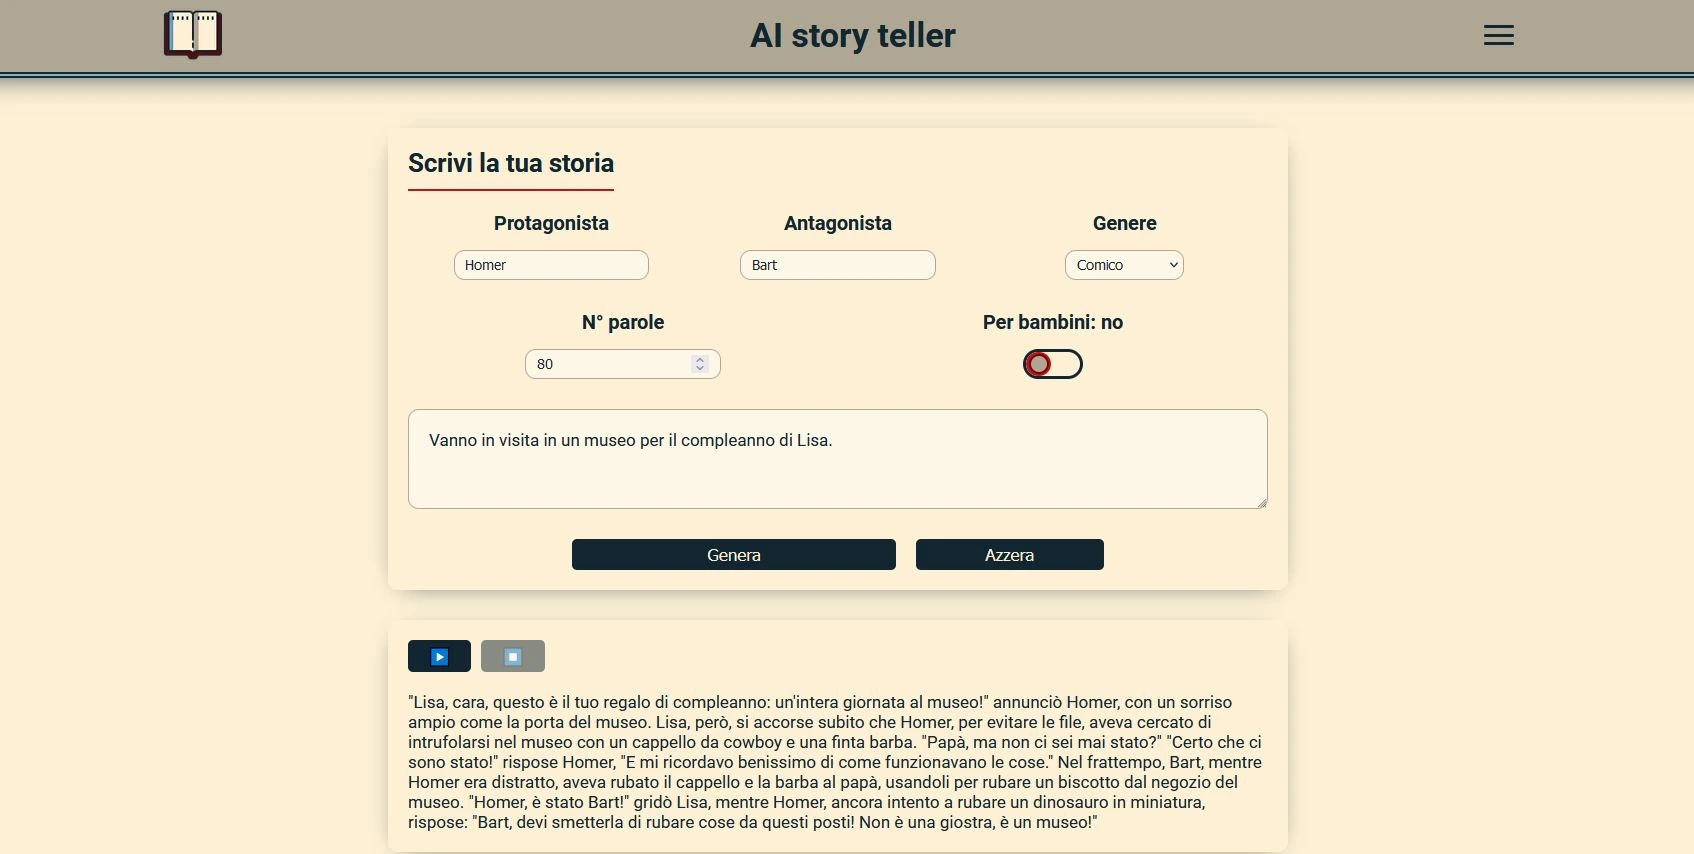 AI story teller
Scrivi la tua storia
Protagonista
Antagonista
Genere
Homer
Bart
Comico
N° parole
Per bambini: no
80
Vanno in visita in un museo per il compleanno di Lisa.
Genera
Azzera
"Lisa, cara, questo è il tuo regalo di compleanno: un'intera giornata al museo!" annunciò Homer, con un sorriso
ampio come la porta del museo. Lisa, però, si accorse subito che Homer, per evitare le file, aveva cercato di
intrufolarsi nel museo con un cappello da cowboy e una finta barba. "Papà, ma non ci sei mai stato?" "Certo che ci
sono stato!" rispose Homer, "E mi ricordavo benissimo di come funzionavano le cose." Nel frattempo, Bart, mentre
Homer era distratto, aveva rubato il cappello e la barba al papà, usandoli per rubare un biscotto dal negozio del
museo. "Homer, è stato Bart!" gridò Lisa, mentre Homer, ancora intento a rubare un dinosauro in miniatura,
rispose: "Bart, devi smetterla di rubare cose da questi posti! Non è una giostra, è un museo!"